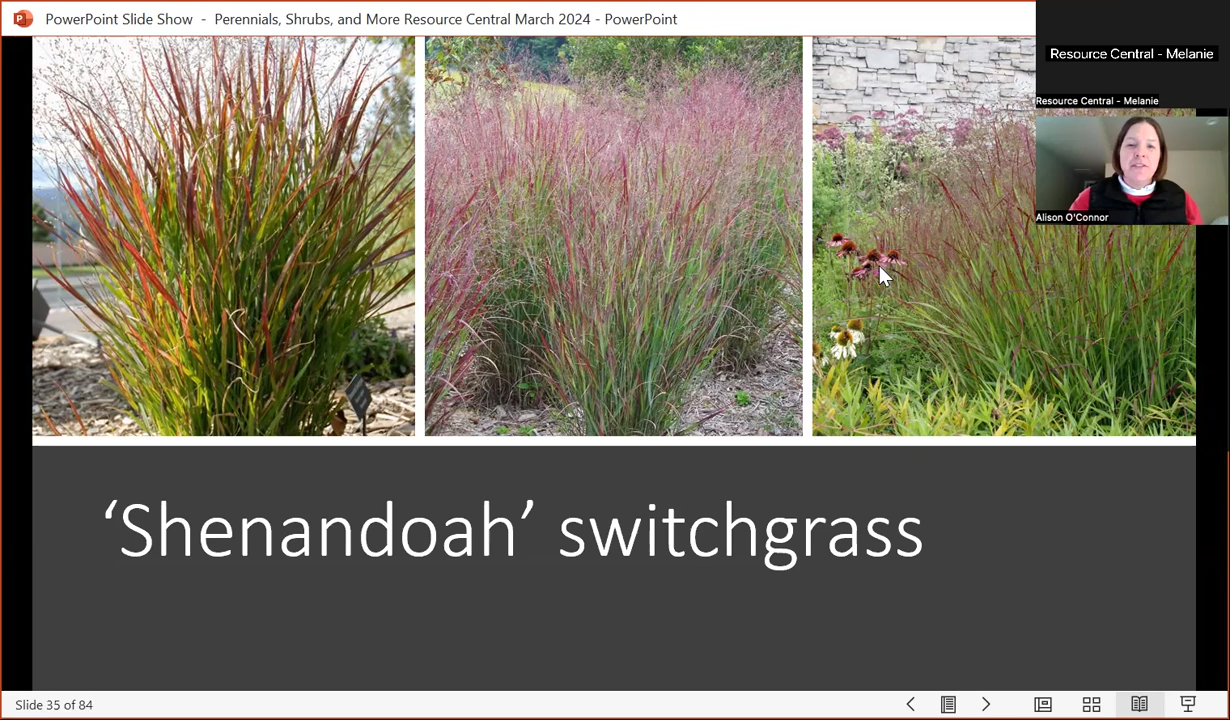 PowerPoint Slide Show - Perennials, Shrubs, and More Resource Central March 2024 - PowerPoint
Resource Central - Melanie
Resource Central - Melanie
Alison O'Connor
‘Shenandoah’ switchgrass
Slide 35 of 84